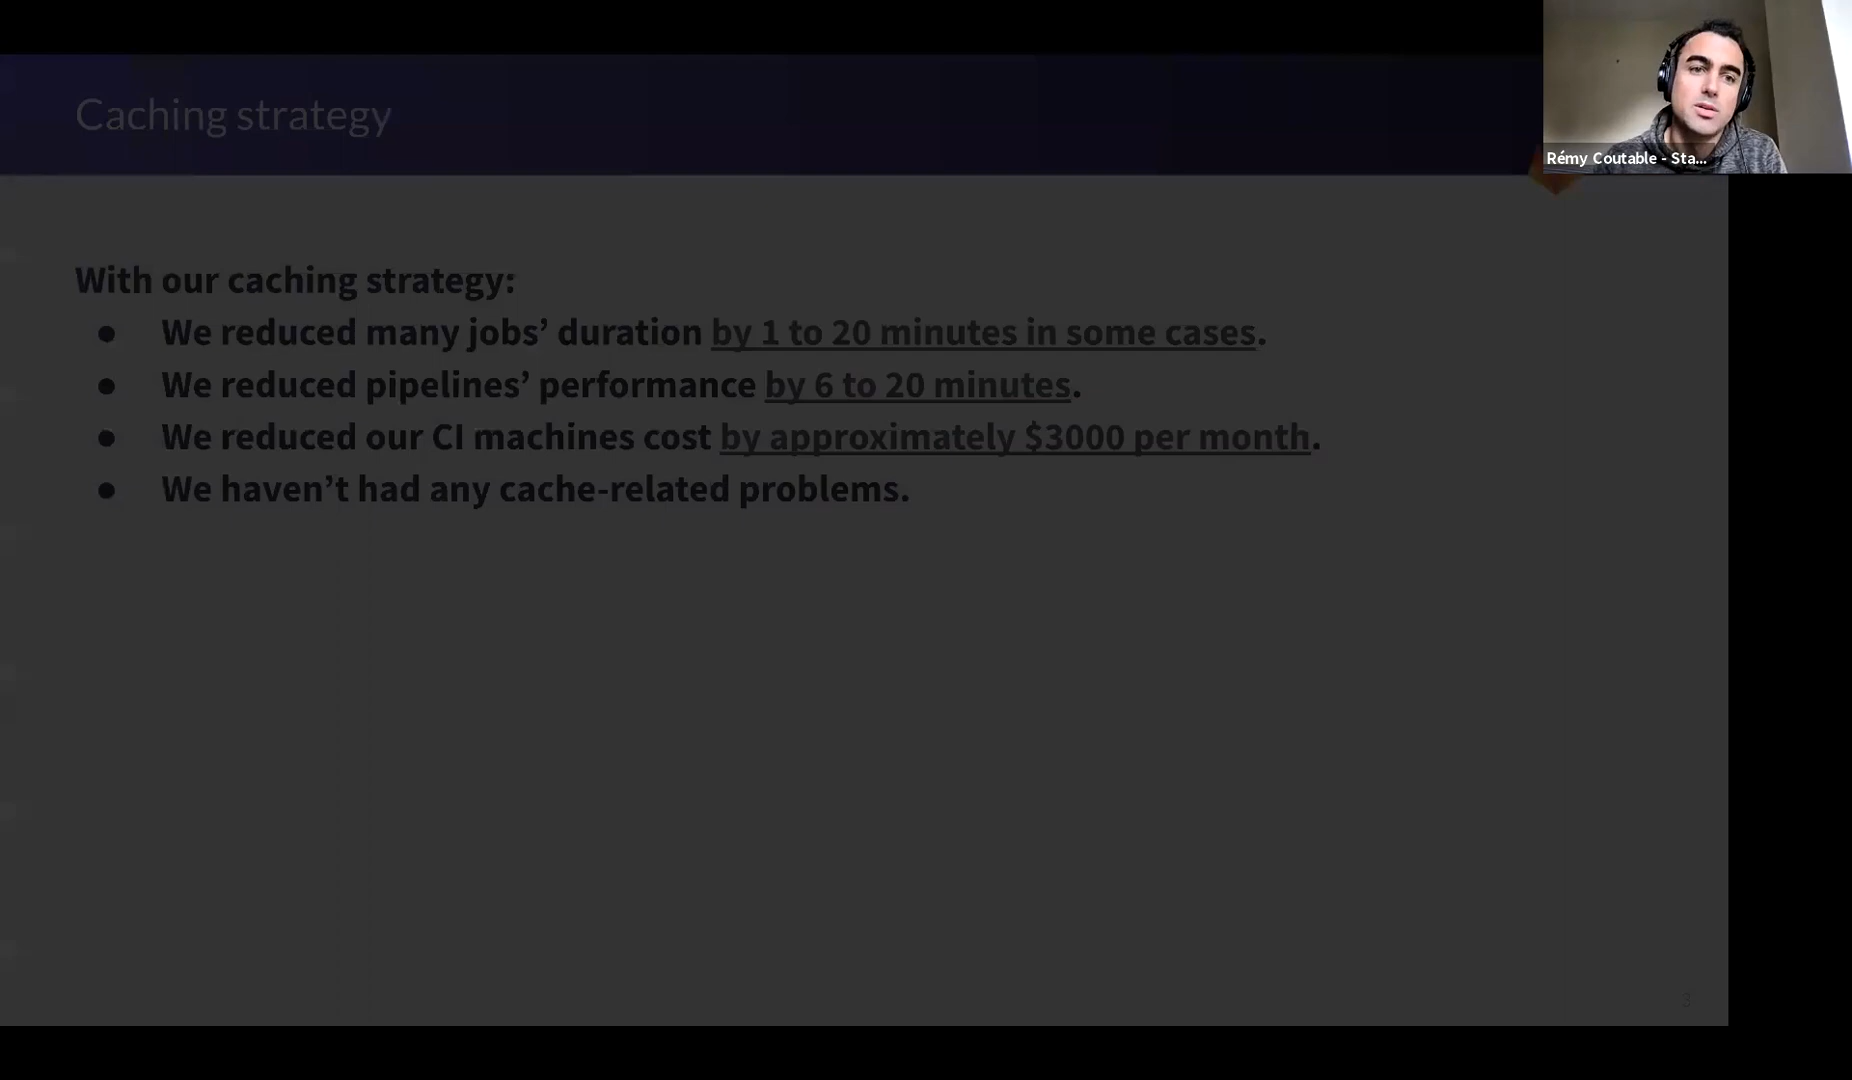 Caching strategy
Rémy Coutable - Sta...
With our caching strategy:
● We reduced many jobs’ duration by 1 to 20 minutes in some cases.
● We reduced pipelines’ performance by 6 to 20 minutes.
● We reduced our CI machines cost by approximately $3000 per month.
● We haven’t had any cache-related problems.
3